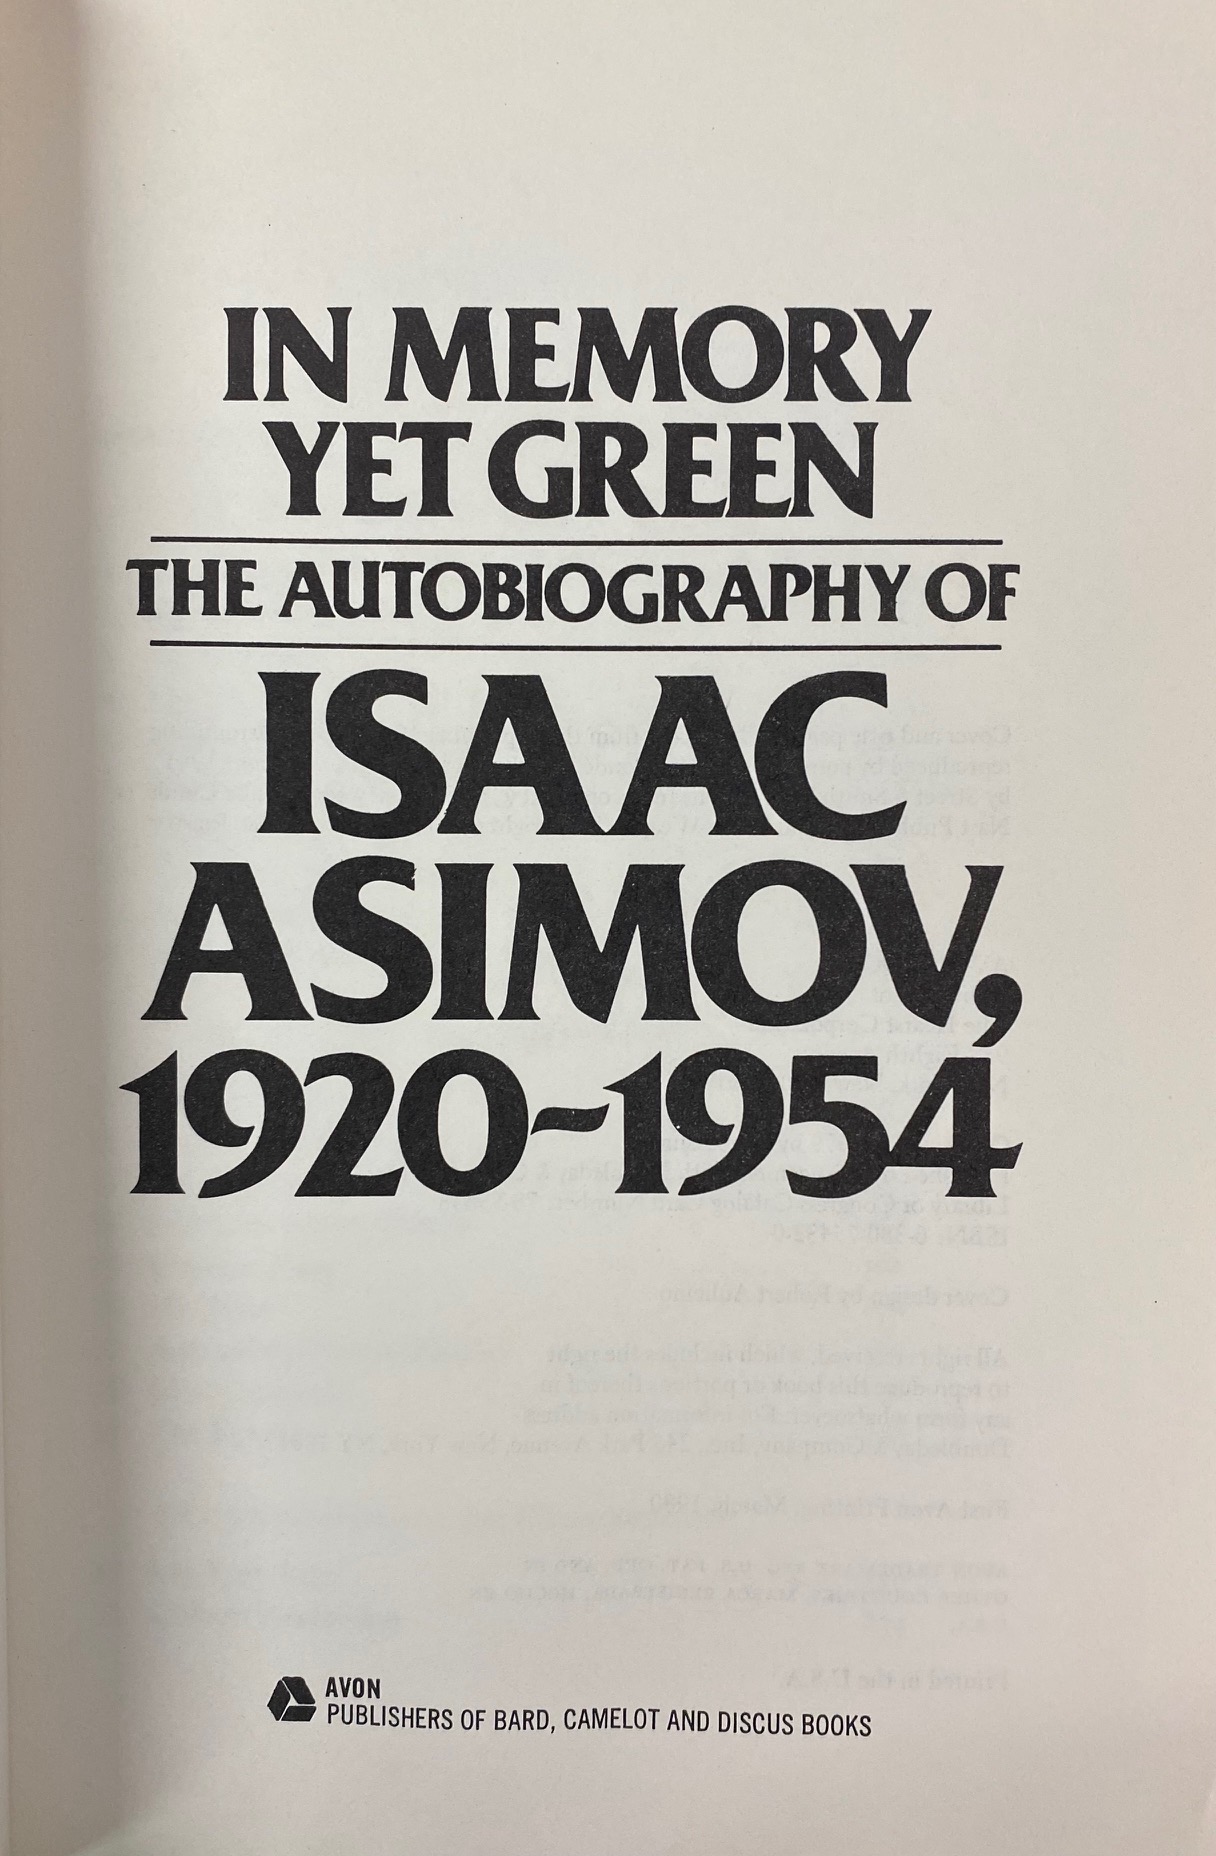 IN MEMORY
YET GREEN
THE AUTOBIOGRAPHY OF
ISAAC
ASIMOV,
1920-1954
AVON
PUBLISHERS OF BARD, CAMELOT AND DISCUS BOOKS